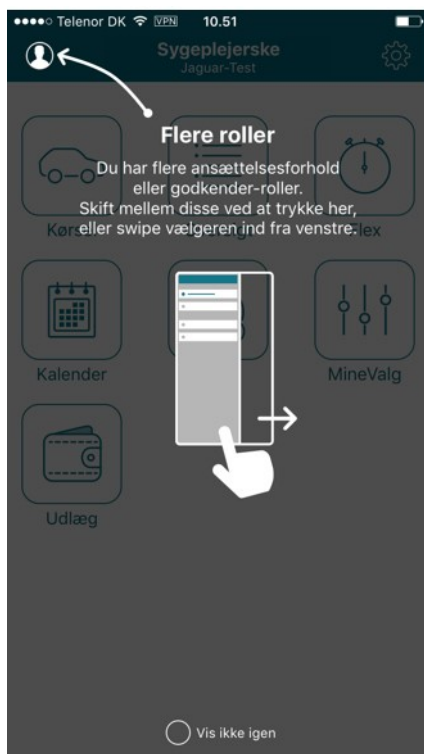 Telenor DK VPN 10.51
Sygeplejerske
Jaguar-Test
Flere roller
Du har flere ansættelsesforhold
eller godkender-roller.
Skift mellem disse ved at trykke her,
eller swipe vælgeren ind fra venstre.
Flex
Kalender
MineValg
Udlæg
Vis ikke igen